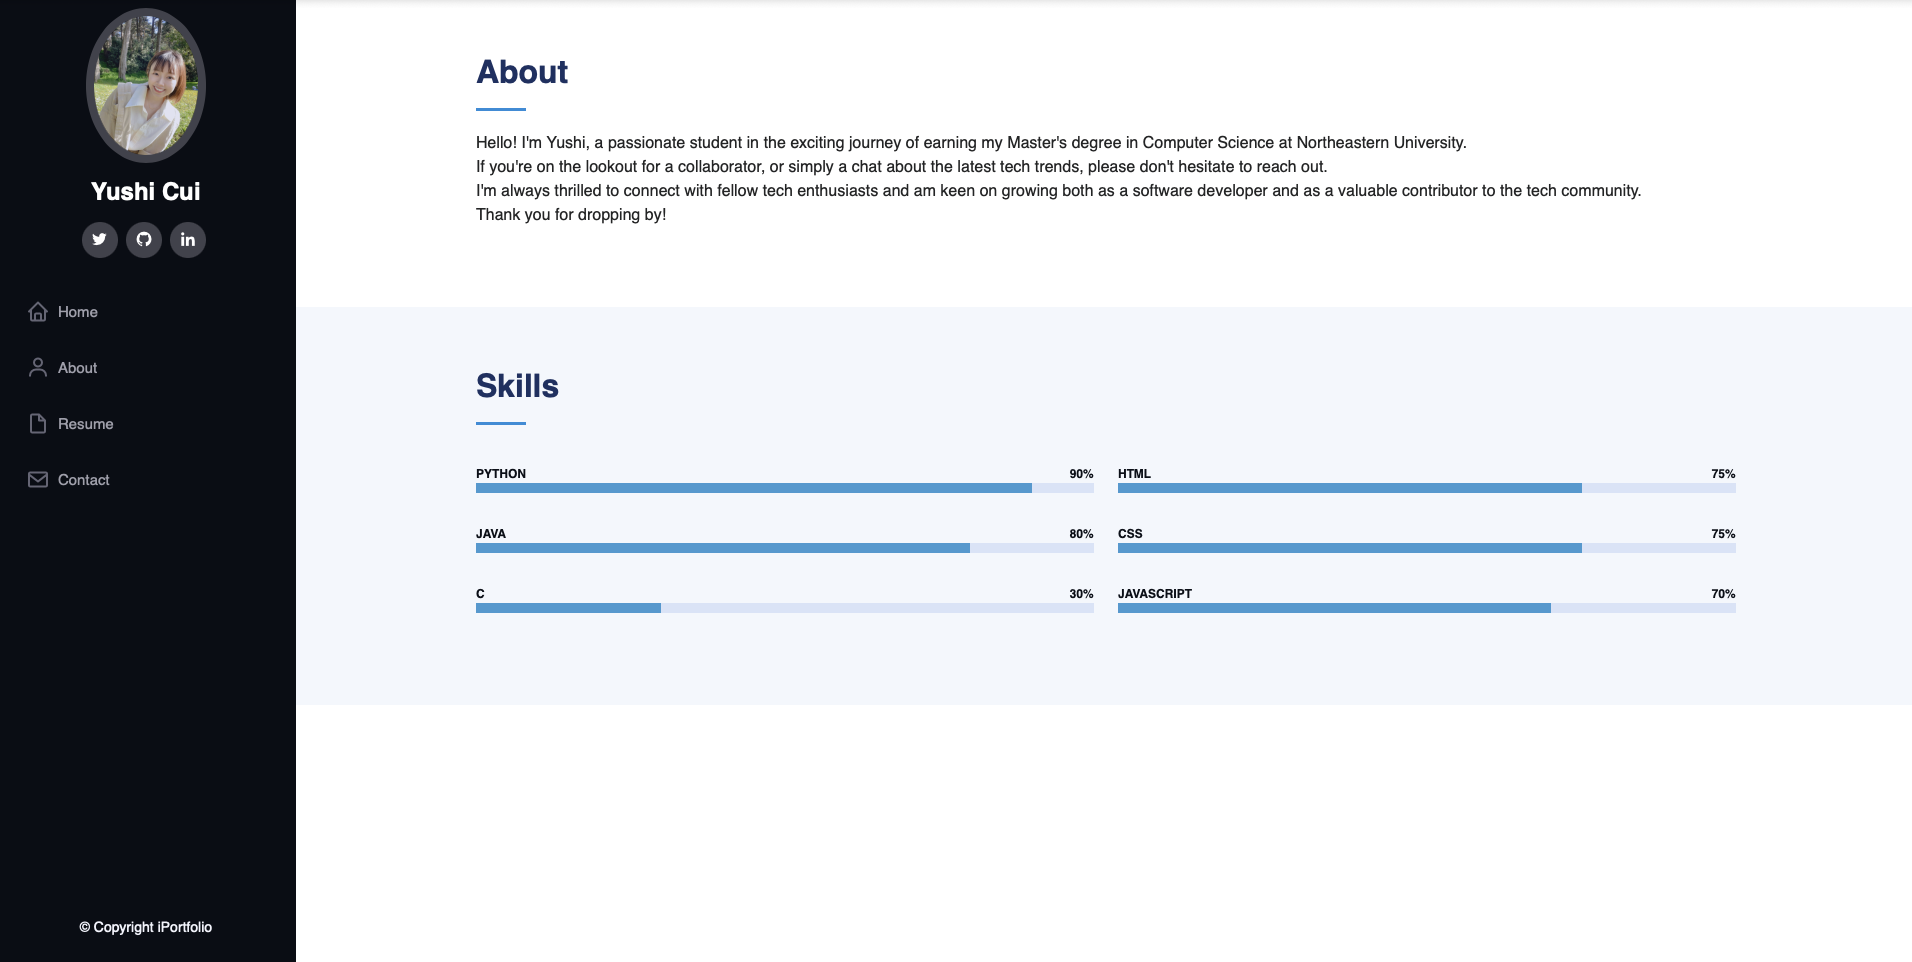 Yushi Cui
Home
About
Resume
Contact
© Copyright iPortfolio
About
Hello! I'm Yushi, a passionate student in the exciting journey of earning my Master's degree in Computer Science at Northeastern University.
If you're on the lookout for a collaborator, or simply a chat about the latest tech trends, please don't hesitate to reach out.
I'm always thrilled to connect with fellow tech enthusiasts and am keen on growing both as a software developer and as a valuable contributor to the tech community.
Thank you for dropping by!
Skills
PYTHON 90%
HTML 75%
JAVA 80%
CSS 75%
C 30%
JAVASCRIPT 70%